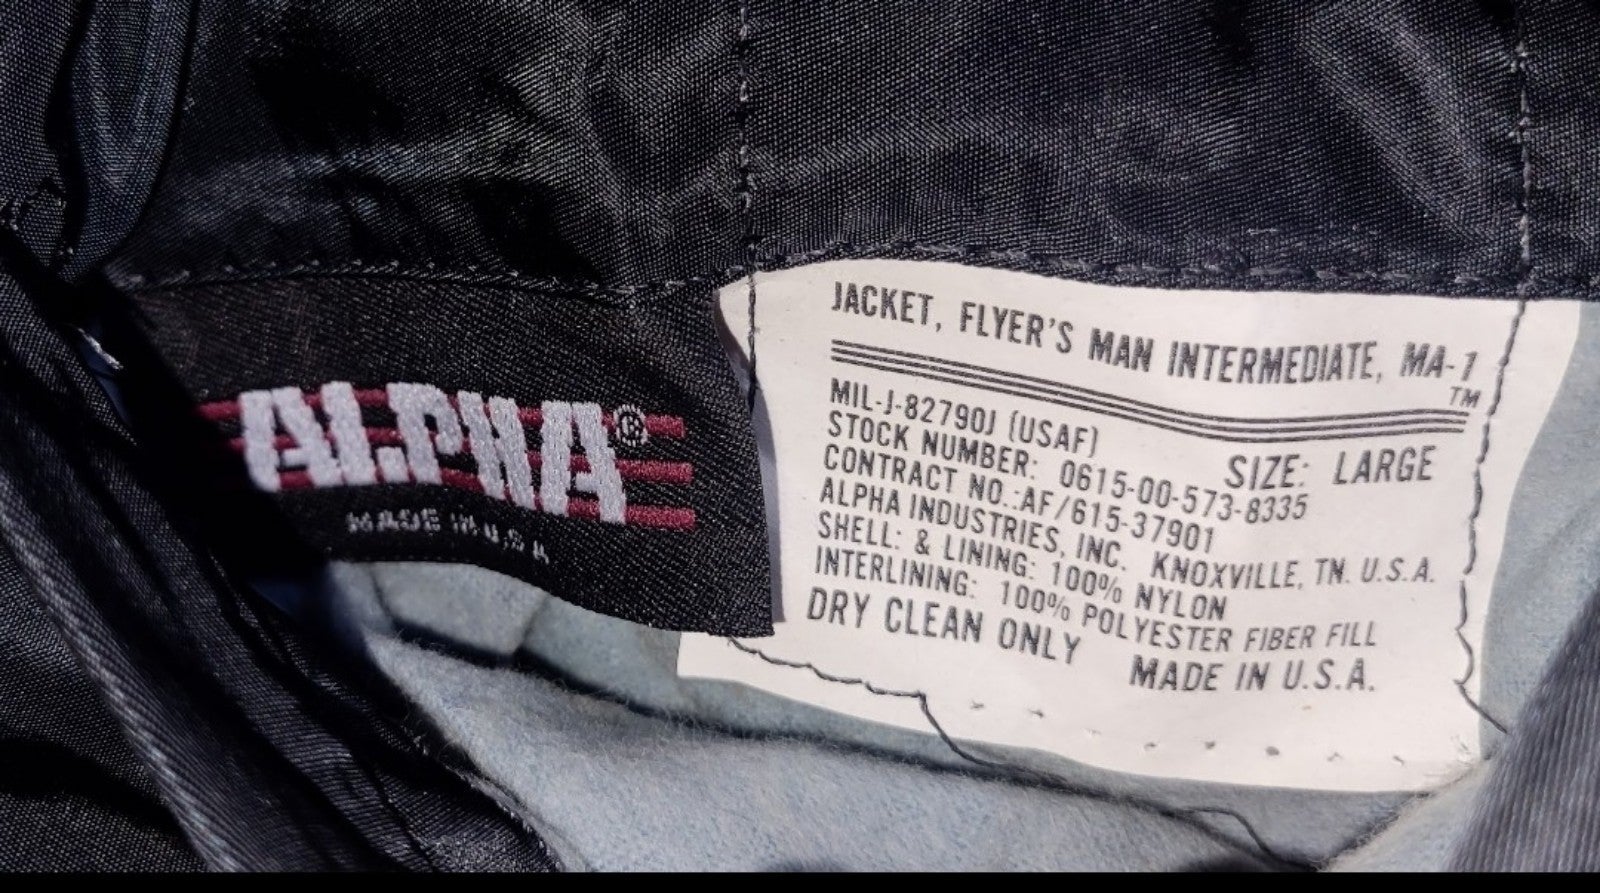 ALPHA®
MADE IN U.S.A
JACKET, FLYER'S MAN INTERMEDIATE, MA-1
TM
MIL-J-82790J (USAF)
SIZE: LARGE
STOCK NUMBER: 0615-00-573-8335
CONTRACT NO.:AF/615-37901
ALPHA INDUSTRIES, INC. KNOXVILLE, TN. U.S.A.
SHELL: & LINING: 100% NYLON
INTERLINING: 100% POLYESTER FIBER FILL
DRY CLEAN ONLY
MADE IN U.S.A.